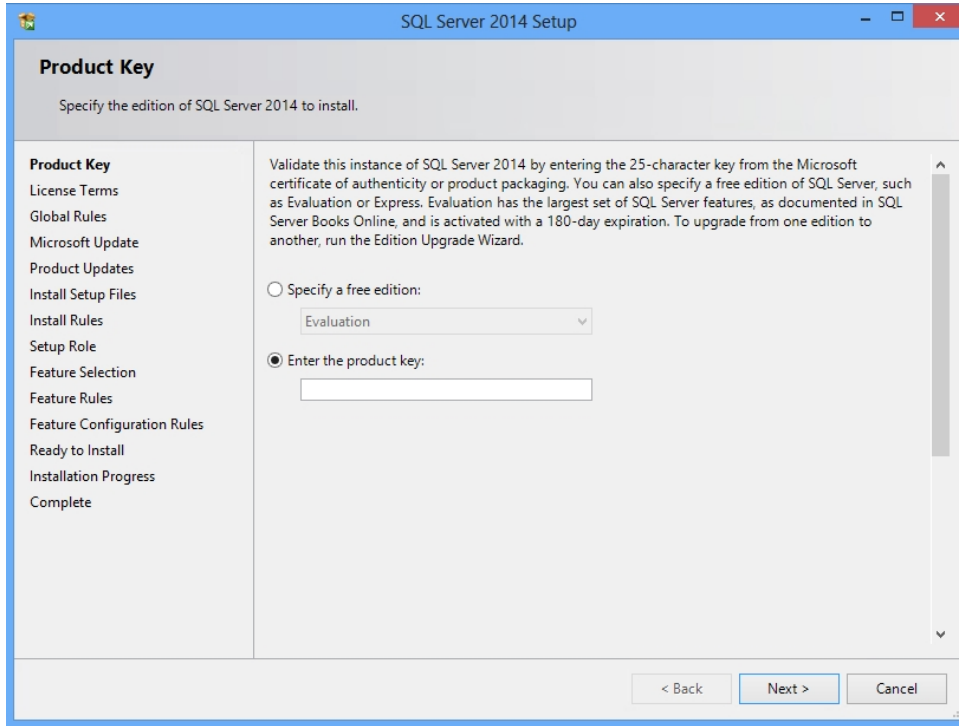 SQL Server 2014 Setup
Product Key
Specify the edition of SQL Server 2014 to install.
Product Key
License Terms
Global Rules
Microsoft Update
Product Updates
Install Setup Files
Install Rules
Setup Role
Feature Selection
Feature Rules
Feature Configuration Rules
Ready to Install
Installation Progress
Complete
Validate this instance of SQL Server 2014 by entering the 25-character key from the Microsoft
certificate of authenticity or product packaging. You can also specify a free edition of SQL Server, such
as Evaluation or Express. Evaluation has the largest set of SQL Server features, as documented in SQL
Server Books Online, and is activated with a 180-day expiration. To upgrade from one edition to
another, run the Edition Upgrade Wizard.
Specify a free edition:
Evaluation
Enter the product key:
< Back
Next >
Cancel